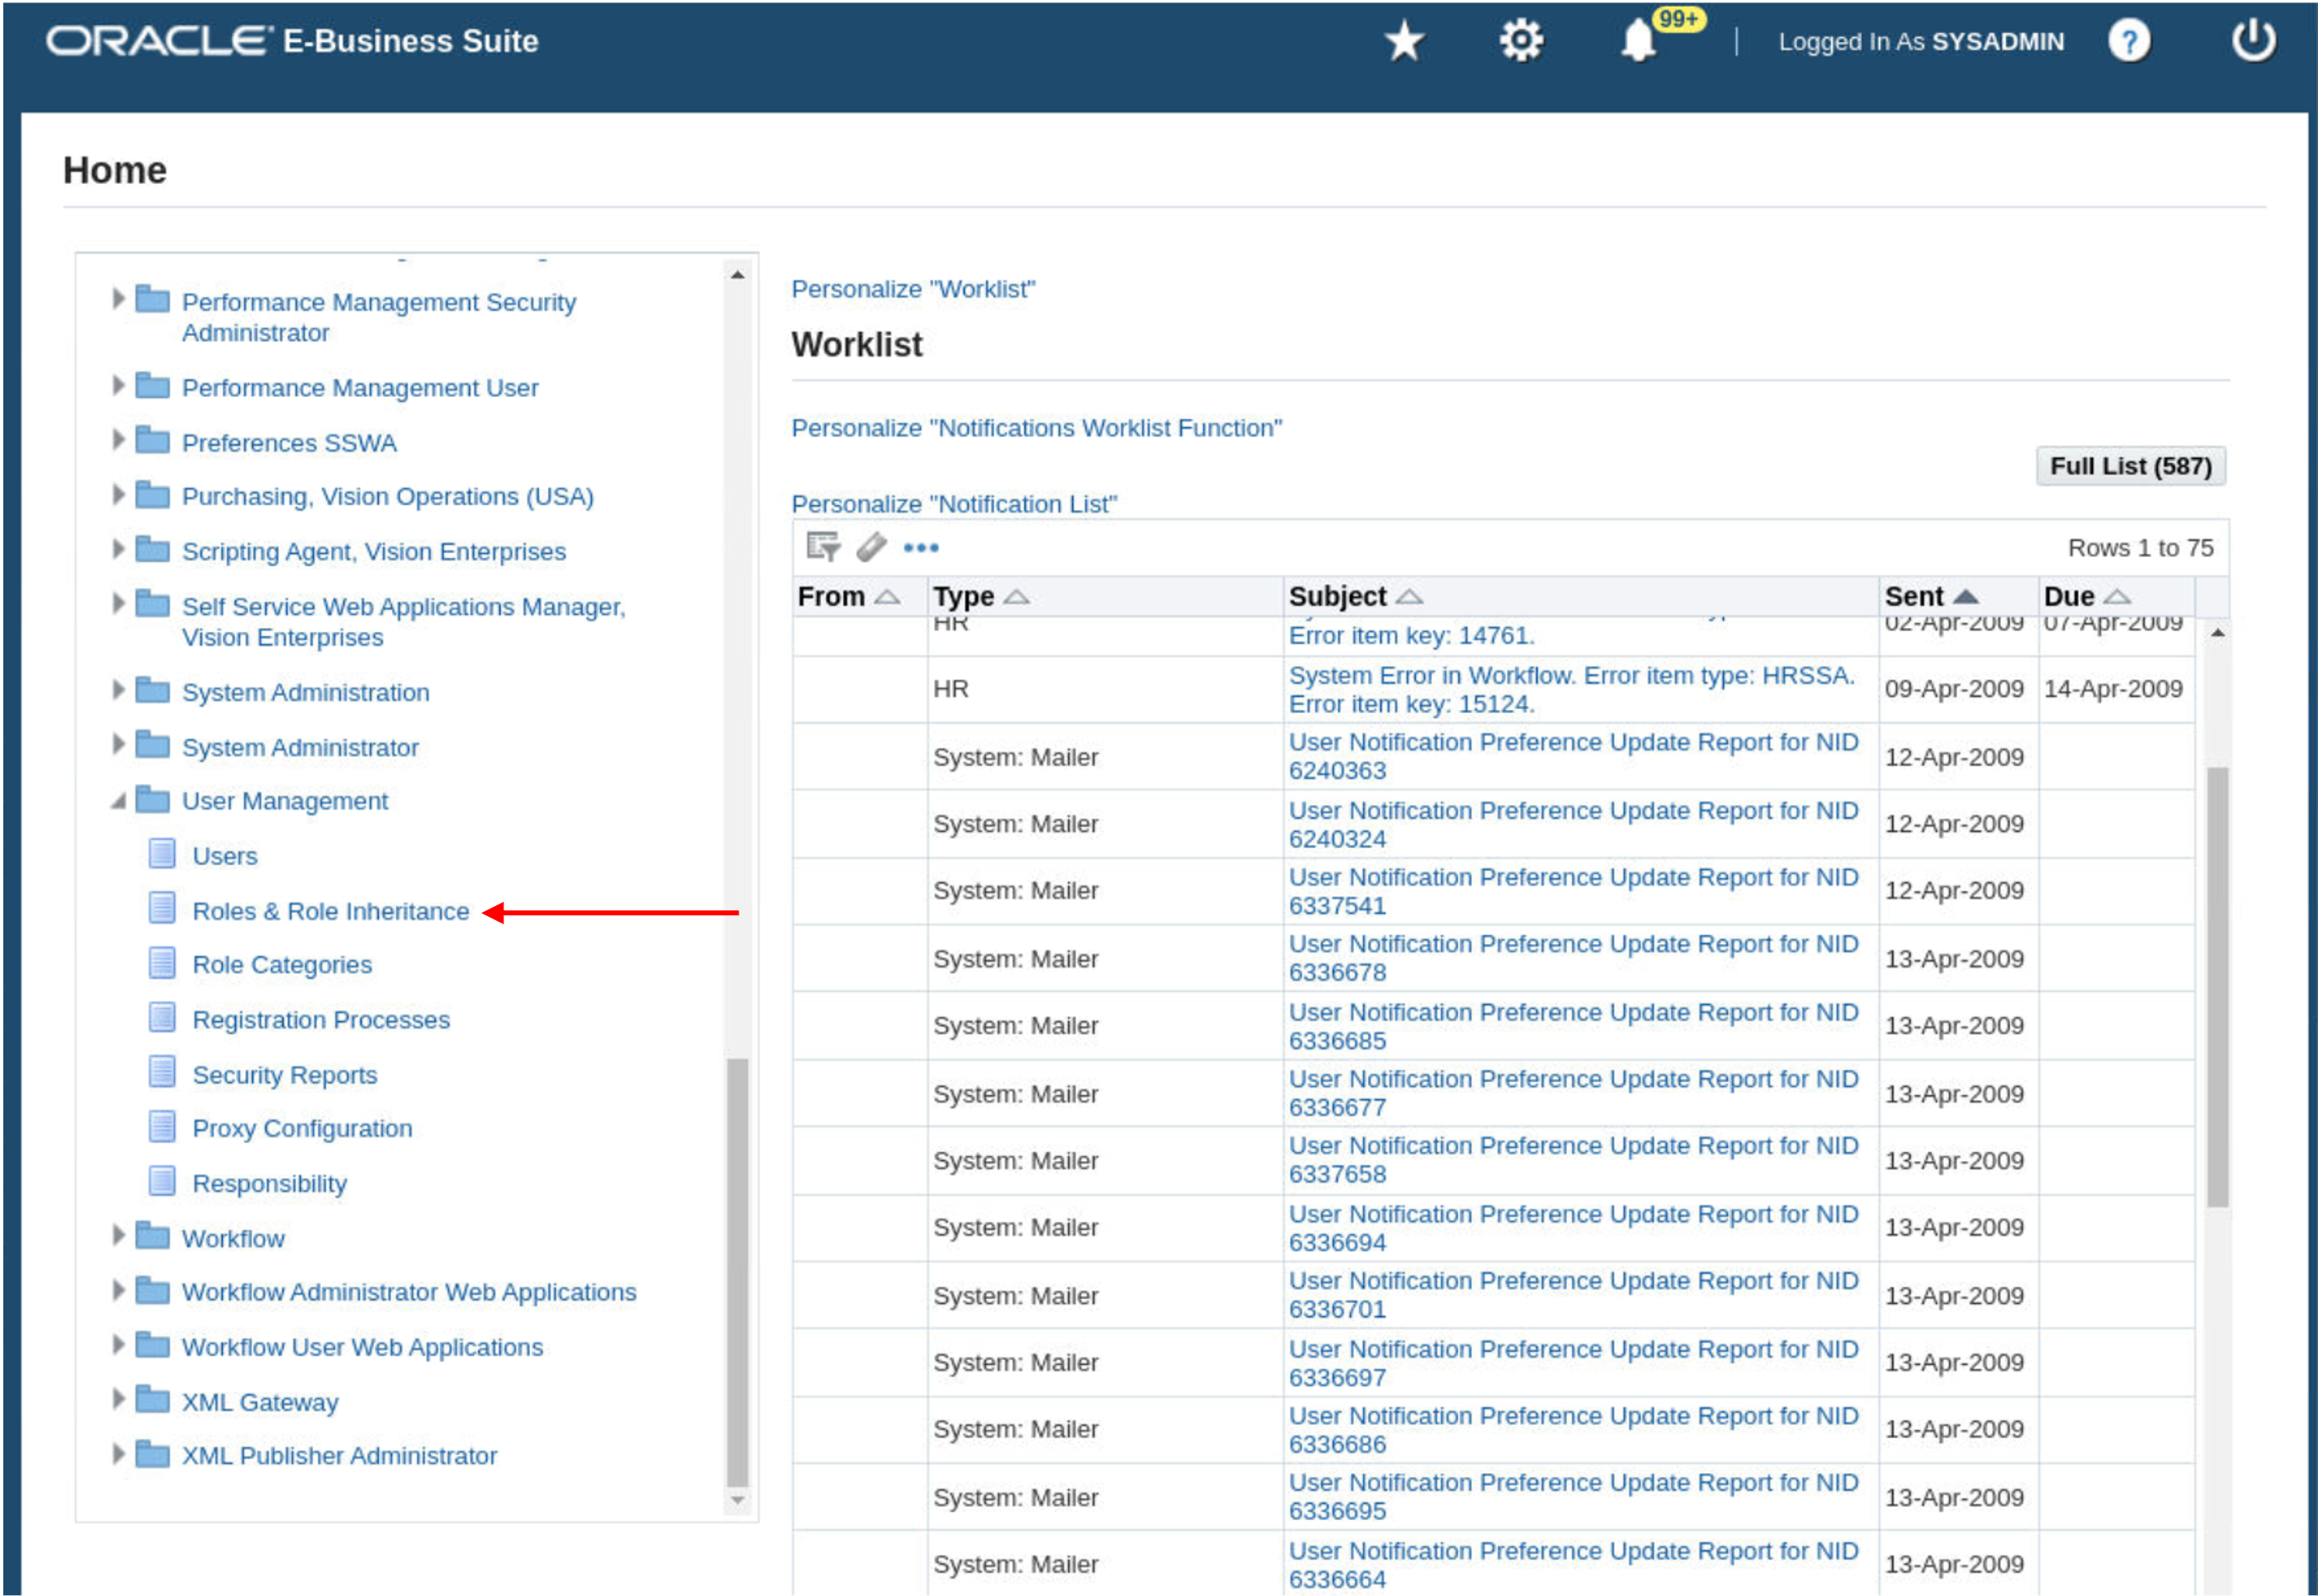 ORACLE E-Business Suite
99+
Logged In As SYSADMIN
?
Home
Performance Management Security
Administrator
Performance Management User
Preferences SSWA
Purchasing, Vision Operations (USA)
Scripting Agent, Vision Enterprises
Self Service Web Applications Manager,
Vision Enterprises
System Administration
System Administrator
User Management
Users
Roles & Role Inheritance
Role Categories
Registration Processes
Security Reports
Proxy Configuration
Responsibility
Workflow
Workflow Administrator Web Applications
Workflow User Web Applications
XML Gateway
XML Publisher Administrator
Personalize "Worklist"
Worklist
Personalize "Notifications Worklist Function"
Full List (587)
Personalize "Notification List"
Rows 1 to 75
From Type Subject Sent Due
HR 02-Apr-2009 07-Apr-2009
Error item key: 14761.
System Error in Workflow. Error item type: HRSSA.
HR 09-Apr-2009 14-Apr-2009
Error item key: 15124.
User Notification Preference Update Report for NID
System: Mailer 12-Apr-2009
6240363
User Notification Preference Update Report for NID
System: Mailer 12-Apr-2009
6240324
User Notification Preference Update Report for NID
System: Mailer 12-Apr-2009
6337541
User Notification Preference Update Report for NID
System: Mailer 13-Apr-2009
6336678
User Notification Preference Update Report for NID
System: Mailer 13-Apr-2009
6336685
User Notification Preference Update Report for NID
System: Mailer 13-Apr-2009
6336677
User Notification Preference Update Report for NID
System: Mailer 13-Apr-2009
6337658
User Notification Preference Update Report for NID
System: Mailer 13-Apr-2009
6336694
User Notification Preference Update Report for NID
System: Mailer 13-Apr-2009
6336701
User Notification Preference Update Report for NID
System: Mailer 13-Apr-2009
6336697
User Notification Preference Update Report for NID
System: Mailer 13-Apr-2009
6336686
User Notification Preference Update Report for NID
System: Mailer 13-Apr-2009
6336695
User Notification Preference Update Report for NID
System: Mailer 13-Apr-2009
6336664